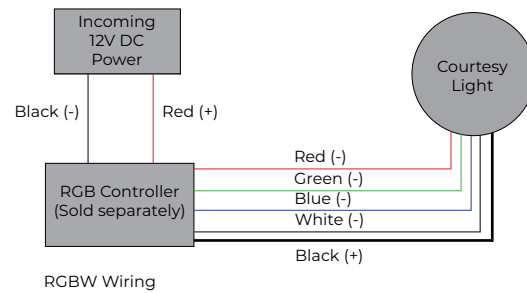 Incoming
12V DC
Power
Courtesy
Light
Black (-)
Red (+)
RGB Controller
(Sold separately)
Red (-)
Green (-)
Blue (-)
White (-)
Black (+)
RGBW Wiring